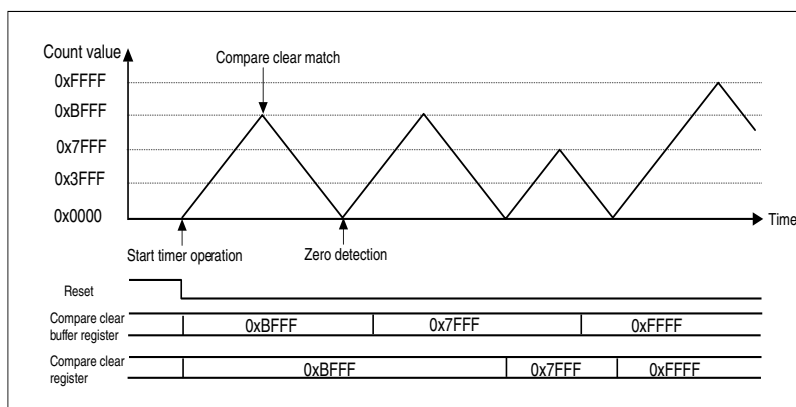 Count value
Compare clear match
0xFFFF
0xBFFF
0x7FFF
0x3FFF
0x0000
Time
Start timer operation
Zero detection
Reset
Compare clear
buffer register
0xBFFF
0x7FFF
0xFFFF
Compare clear
register
0xBFFF
0x7FFF
0xFFFF